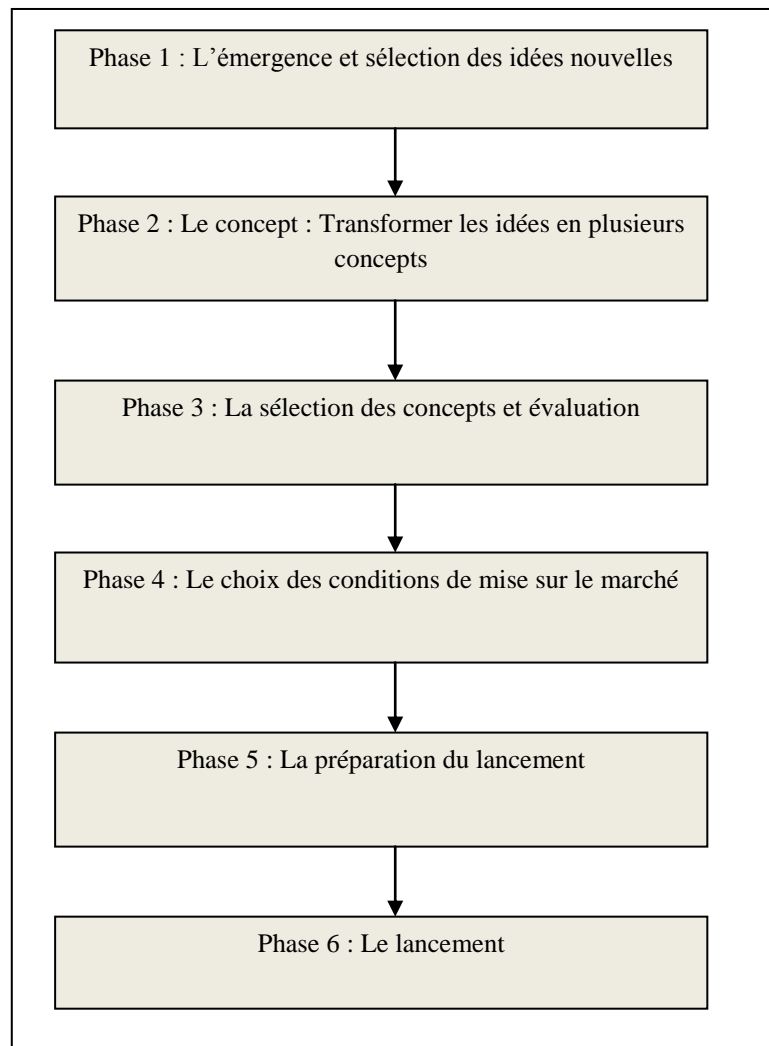 Phase 1 : L’émergence et sélection des idées nouvelles
Phase 2 : Le concept : Transformer les idées en plusieurs
concepts
Phase 3 : La sélection des concepts et évaluation
Phase 4 : Le choix des conditions de mise sur le marché
Phase 5 : La préparation du lancement
Phase 6 : Le lancement